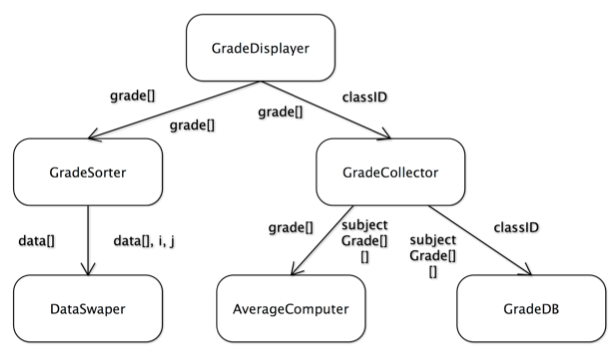 GradeDisplayer
grade[]
classID
grade[]
grade[]
GradeSorter
GradeCollector
grade[]
subject
Grade[]
[]
classID
data[]
data[], i, j
subject
Grade[]
[]
DataSwaper
AverageComputer
GradeDB